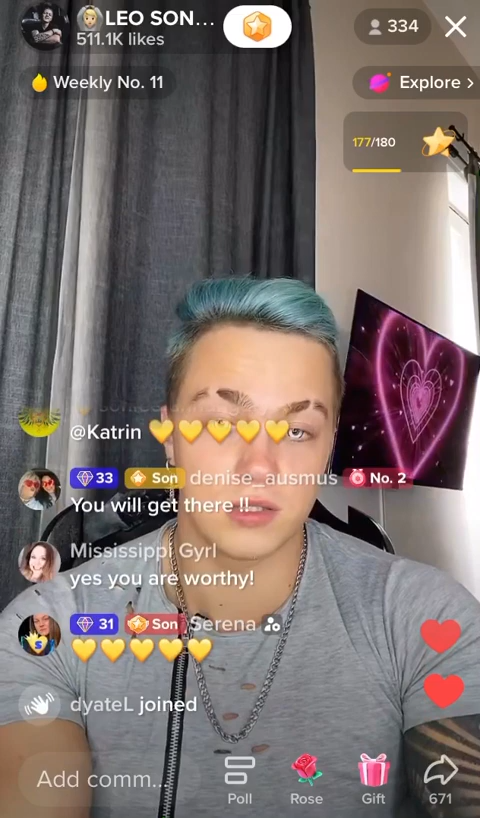 LEO SON...
511.1K likes
334
Weekly No. 11
Explore >
177/180
@Katrin 💛💛💛💛💛
33 Son denise_ausmus No. 2
You will get there !!
Mississippi Gyrl
yes you are worthy!
31 Son Serena
S
💛💛💛💛💛
dyateL joined
Add comm...
Poll
Rose
Gift
671